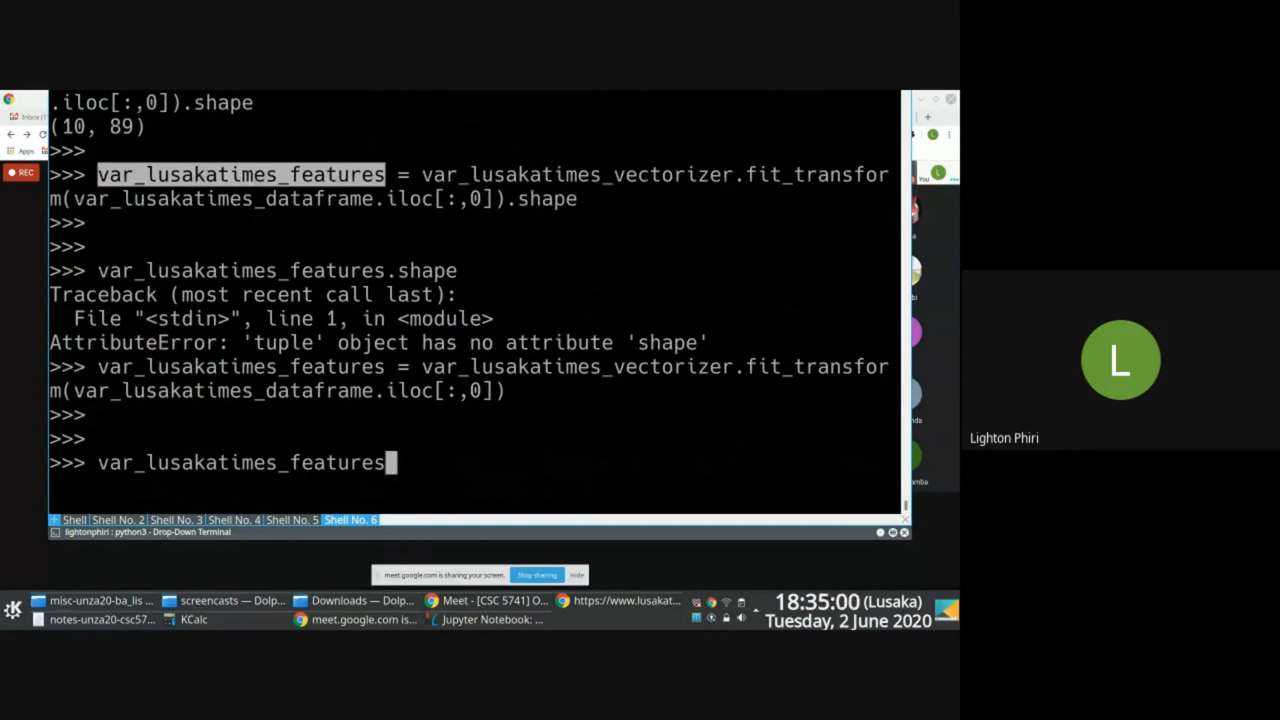 .iloc[:,0]).shape
(10, 89)
>>>
>>> var_lusakatimes_features = var_lusakatimes_vectorizer.fit_transfor
m(var_lusakatimes_dataframe.iloc[:,0]).shape
>>>
>>>
>>> var_lusakatimes_features.shape
Traceback (most recent call last):
  File "<stdin>", line 1, in <module>
AttributeError: 'tuple' object has no attribute 'shape'
>>> var_lusakatimes_features = var_lusakatimes_vectorizer.fit_transfor
m(var_lusakatimes_dataframe.iloc[:,0])
>>>
>>>
>>> var_lusakatimes_features
Inbox (1
Apps
REC
You
Lighton Phiri
L
Shell Shell No. 2 Shell No. 3 Shell No. 4 Shell No. 5 Shell No. 6
lightonphiri : python3 - Drop-Down Terminal
meet.google.com is sharing your screen. Stop sharing Hide
misc-unza20-ba_lis ... screencasts — Dolp... Downloads — Dolp... Meet - [CSC 5741] O... https://www.lusakat...
notes-unza20-csc57... KCalc meet.google.com is... Jupyter Notebook: ...
18:35:00 (Lusaka)
Tuesday, 2 June 2020